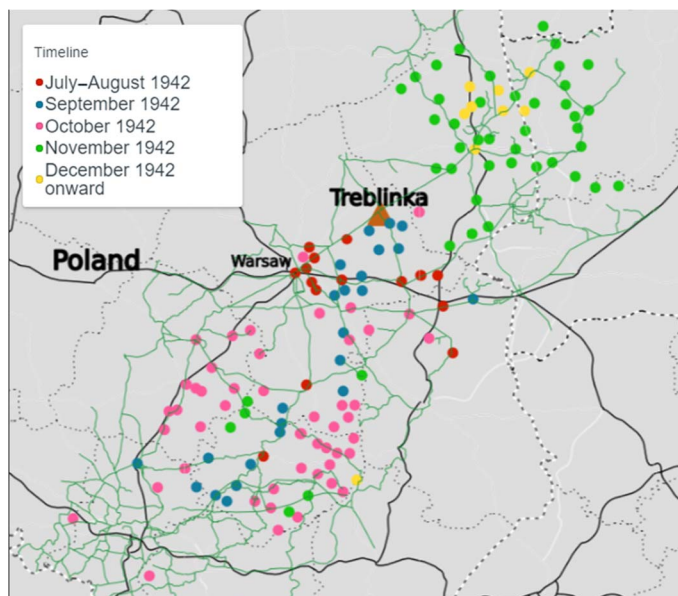 Timeline
July–August 1942
September 1942
October 1942
November 1942
December 1942
onward
Treblinka
Poland
Warsaw